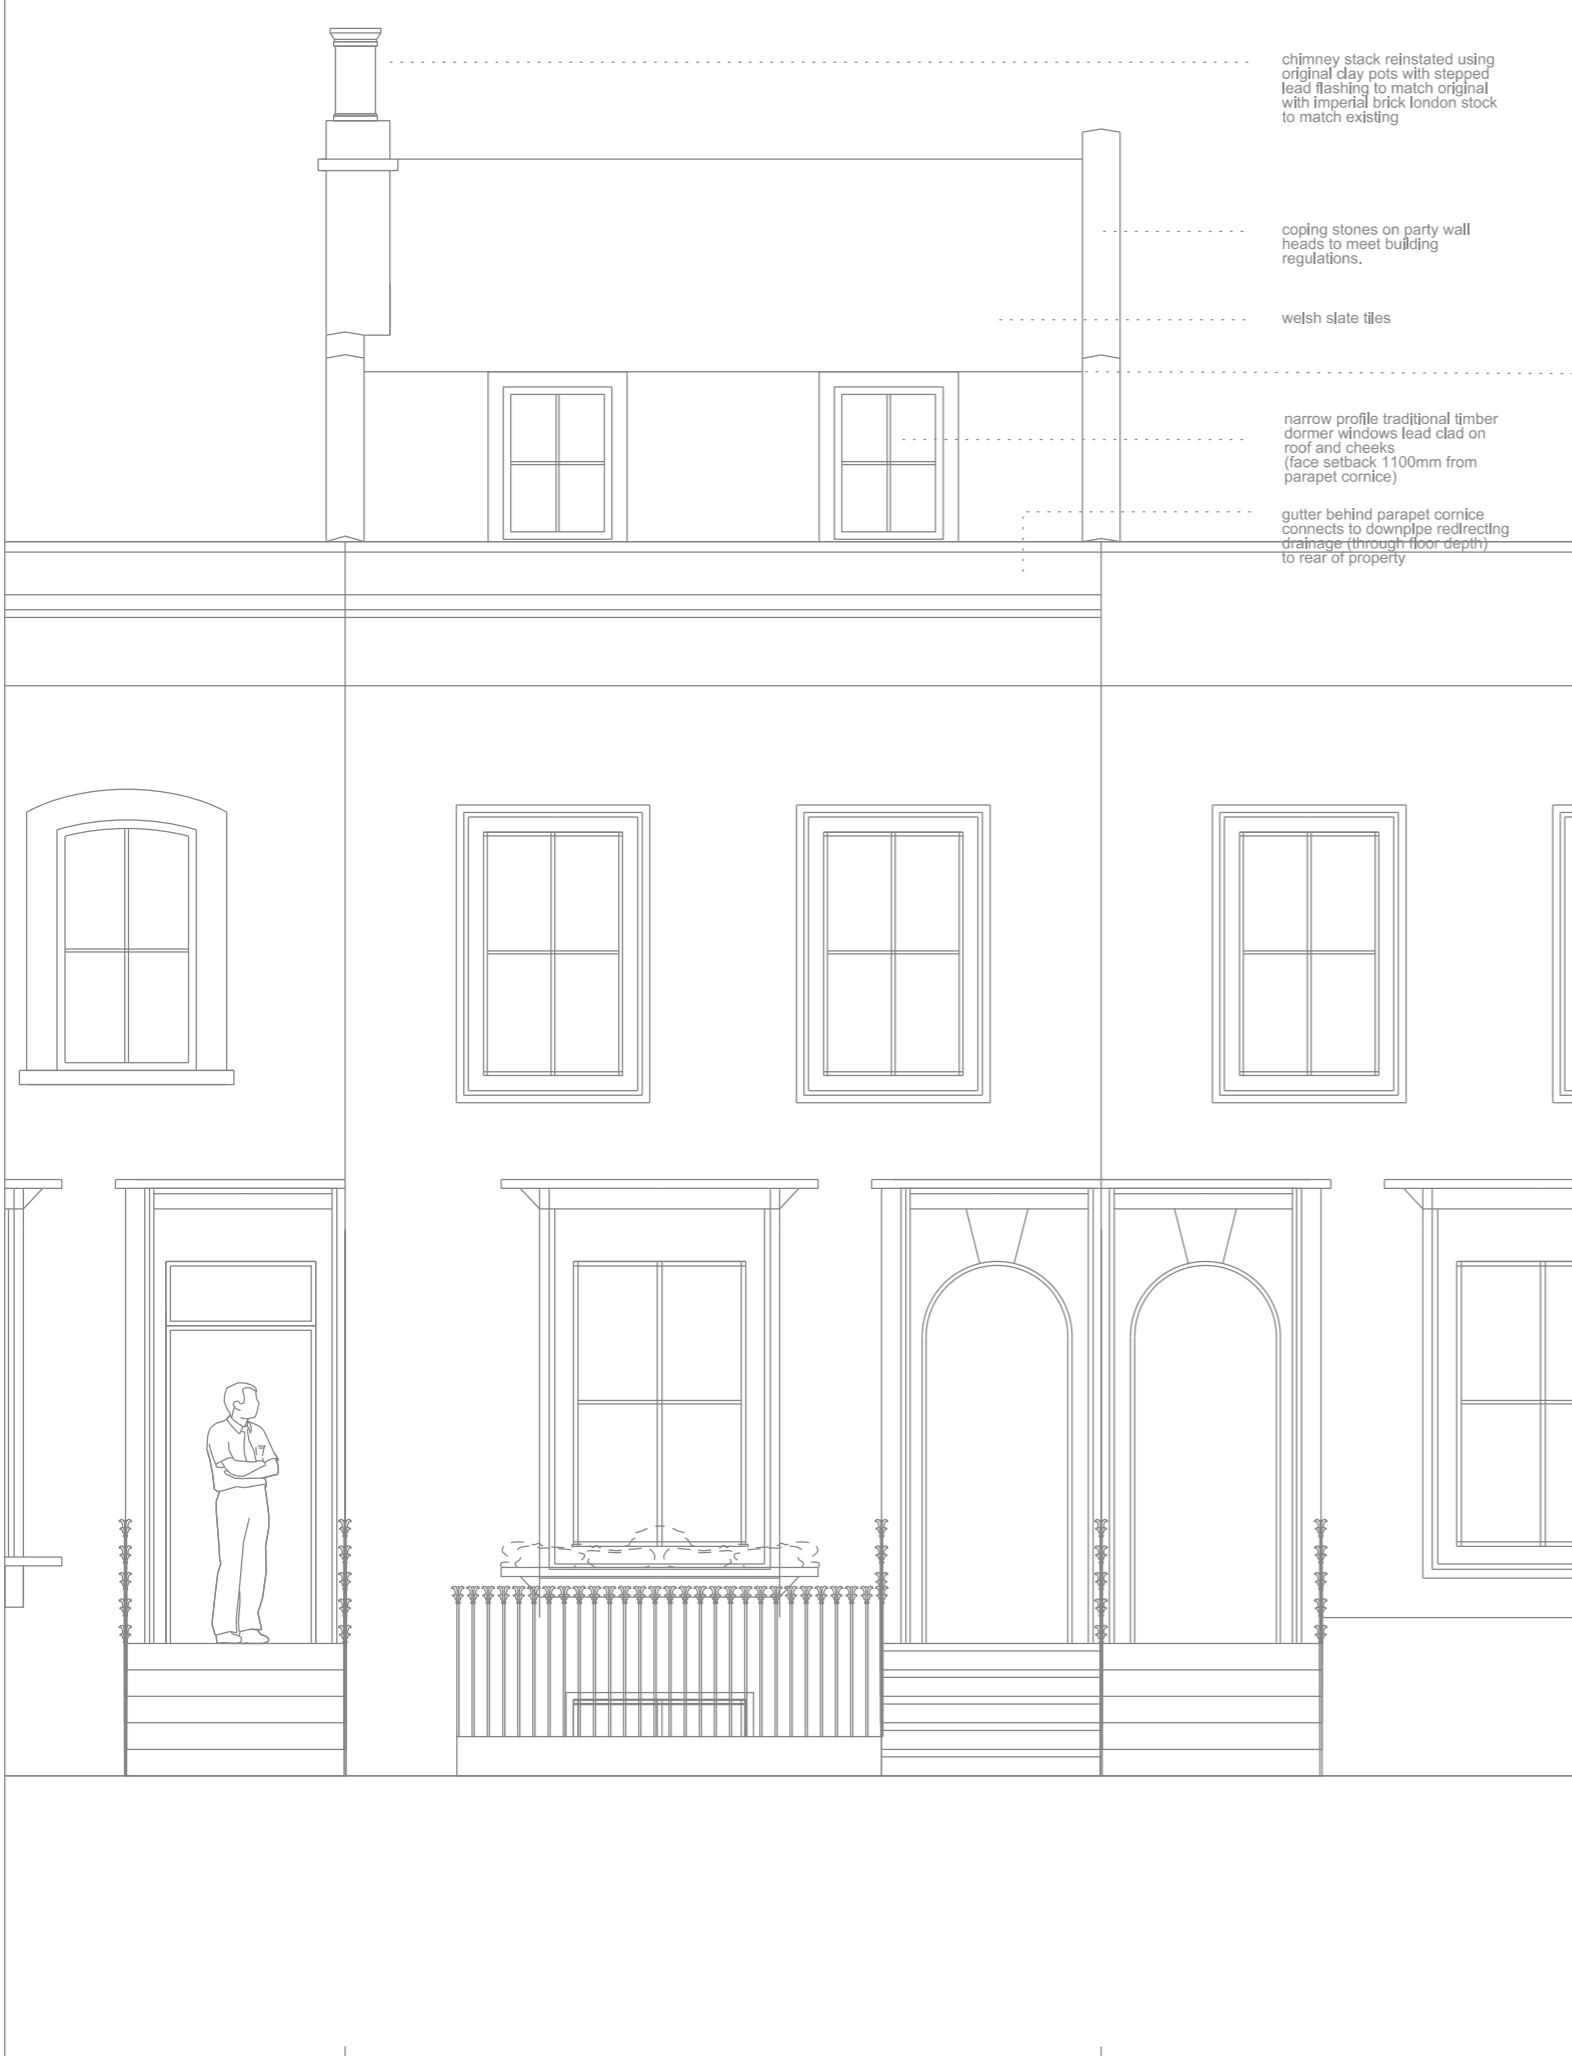 chimney stack reinstated using
original clay pots with stepped
lead flashing to match original
with imperial brick london stock
to match existing
coping stones on party wall
heads to meet building
regulations.
welsh slate tiles
narrow profile traditional timber
dormer windows lead clad on
roof and cheeks
(face setback 1100mm from
parapet cornice)
gutter behind parapet cornice
connects to downpipe redirecting
drainage (through floor depth)
to rear of property